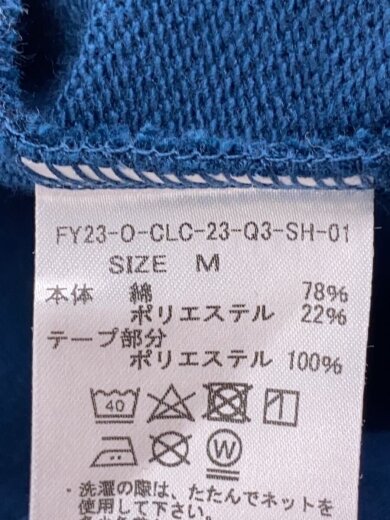 FY23-O-CLC-23-Q3-SH-01
SIZE M
本体 綿 78%
ポリエステル 22%
テープ部分
ポリエステル 100%
40
W
・洗濯の際は、たたんでネットを
使用して下さい。